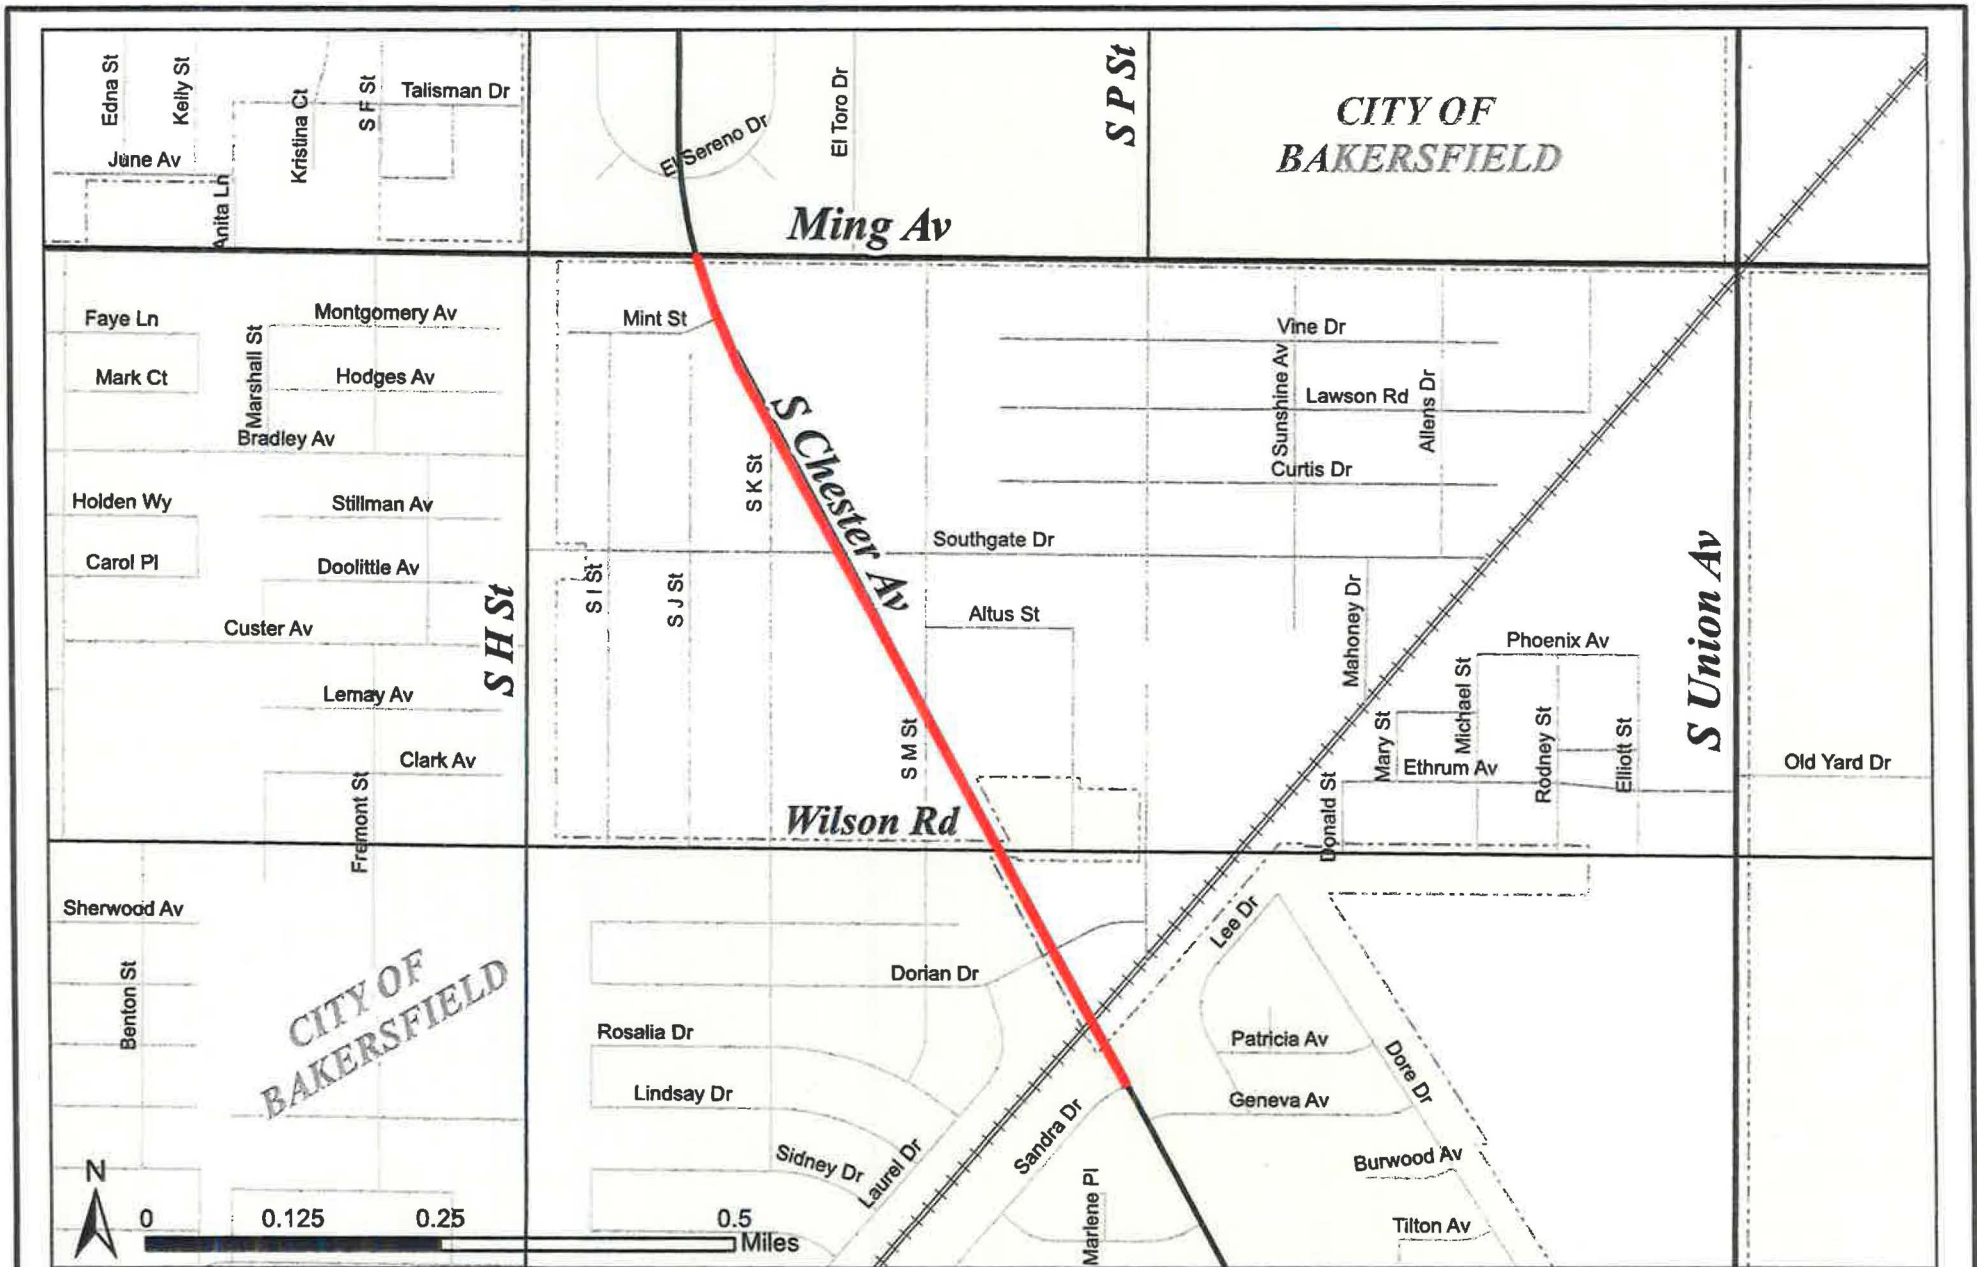 Edna St
Kelly St
Kristina Ct
S F St
Talisman Dr
June Av
Anita Ln
El Sereno Dr
El Toro Dr
S P St
CITY OF
BAKERSFIELD
Ming Av
Faye Ln
Montgomery Av
Marshall St
Mark Ct
Hodges Av
Bradley Av
Holden Wy
Stillman Av
Carol Pl
Doolittle Av
Custer Av
Lemay Av
Clark Av
Fremont St
S H St
Mint St
S Chester Av
S K St
S I St
S J St
Southgate Dr
Altus St
S M St
Wilson Rd
Vine Dr
Sunshine Av
Lawson Rd
Allens Dr
Curtis Dr
Mahoney Dr
Phoenix Av
Michael St
Mary St
Rodney St
Elliott St
Ethrum Av
Donald St
S Union Av
Old Yard Dr
Sherwood Av
Benton St
CITY OF
BAKERSFIELD
Dorian Dr
Rosalia Dr
Lindsay Dr
Sidney Dr
Laurel Dr
Sandra Dr
Marlene Pl
Lee Dr
Patricia Av
Dore Dr
Geneva Av
Burwood Av
Tilton Av
N
0 0.125 0.25 0.5
Miles